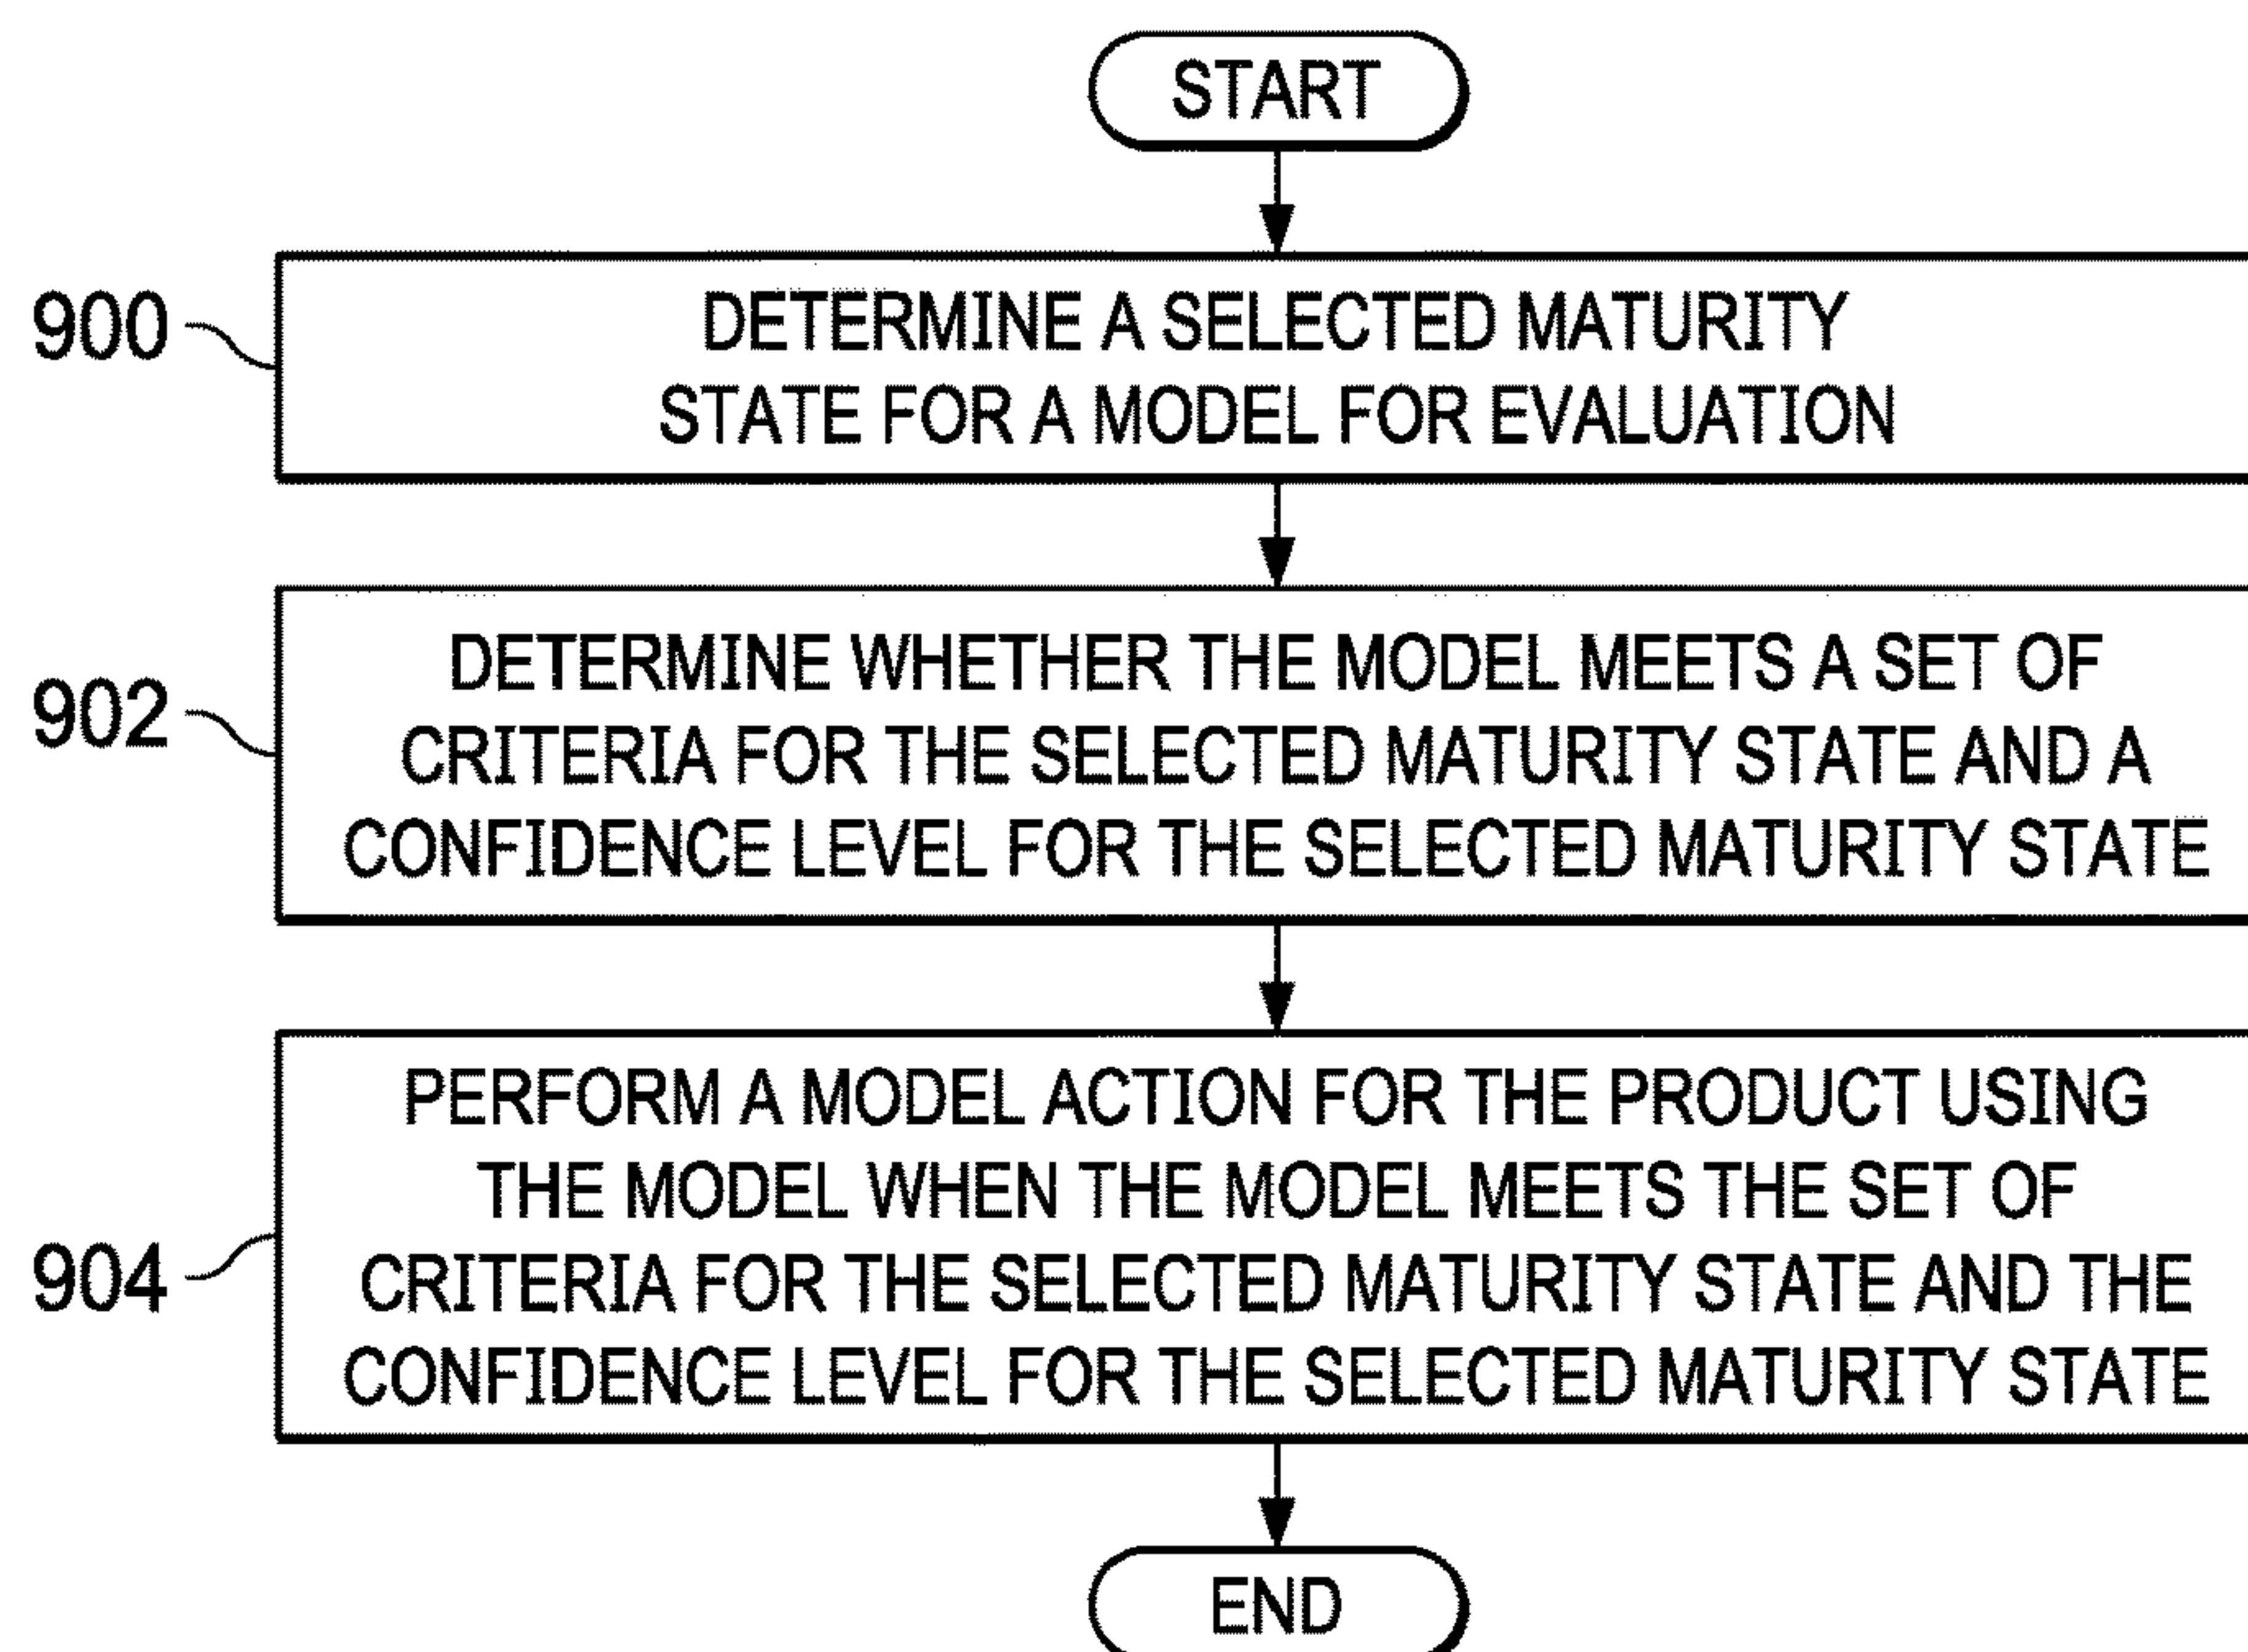 START
900
DETERMINE A SELECTED MATURITY
STATE FOR A MODEL FOR EVALUATION
902
DETERMINE WHETHER THE MODEL MEETS A SET OF
CRITERIA FOR THE SELECTED MATURITY STATE AND A
CONFIDENCE LEVEL FOR THE SELECTED MATURITY STATE
904
PERFORM A MODEL ACTION FOR THE PRODUCT USING
THE MODEL WHEN THE MODEL MEETS THE SET OF
CRITERIA FOR THE SELECTED MATURITY STATE AND THE
CONFIDENCE LEVEL FOR THE SELECTED MATURITY STATE
END